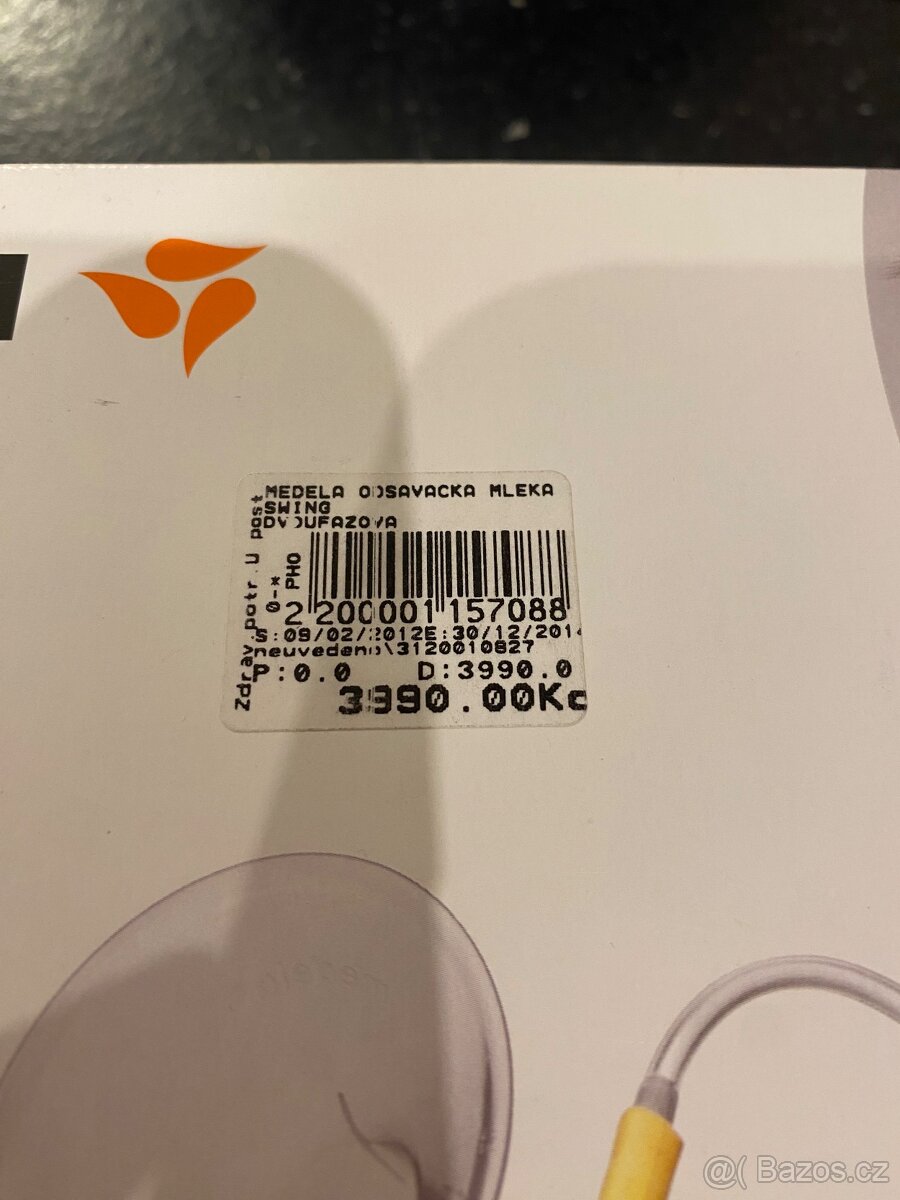 MEDELA ODSAVACKA MLEKA
SWING
DVOUFAZOVA
Zdrav.potr.U post
0-*
PHO
2 200001 157088
S:09/02/2012E:30/12/2014
neuvedeno\3120010827
P:0.0 D:3990.0
3990.00Kc
@( Bazos.cz